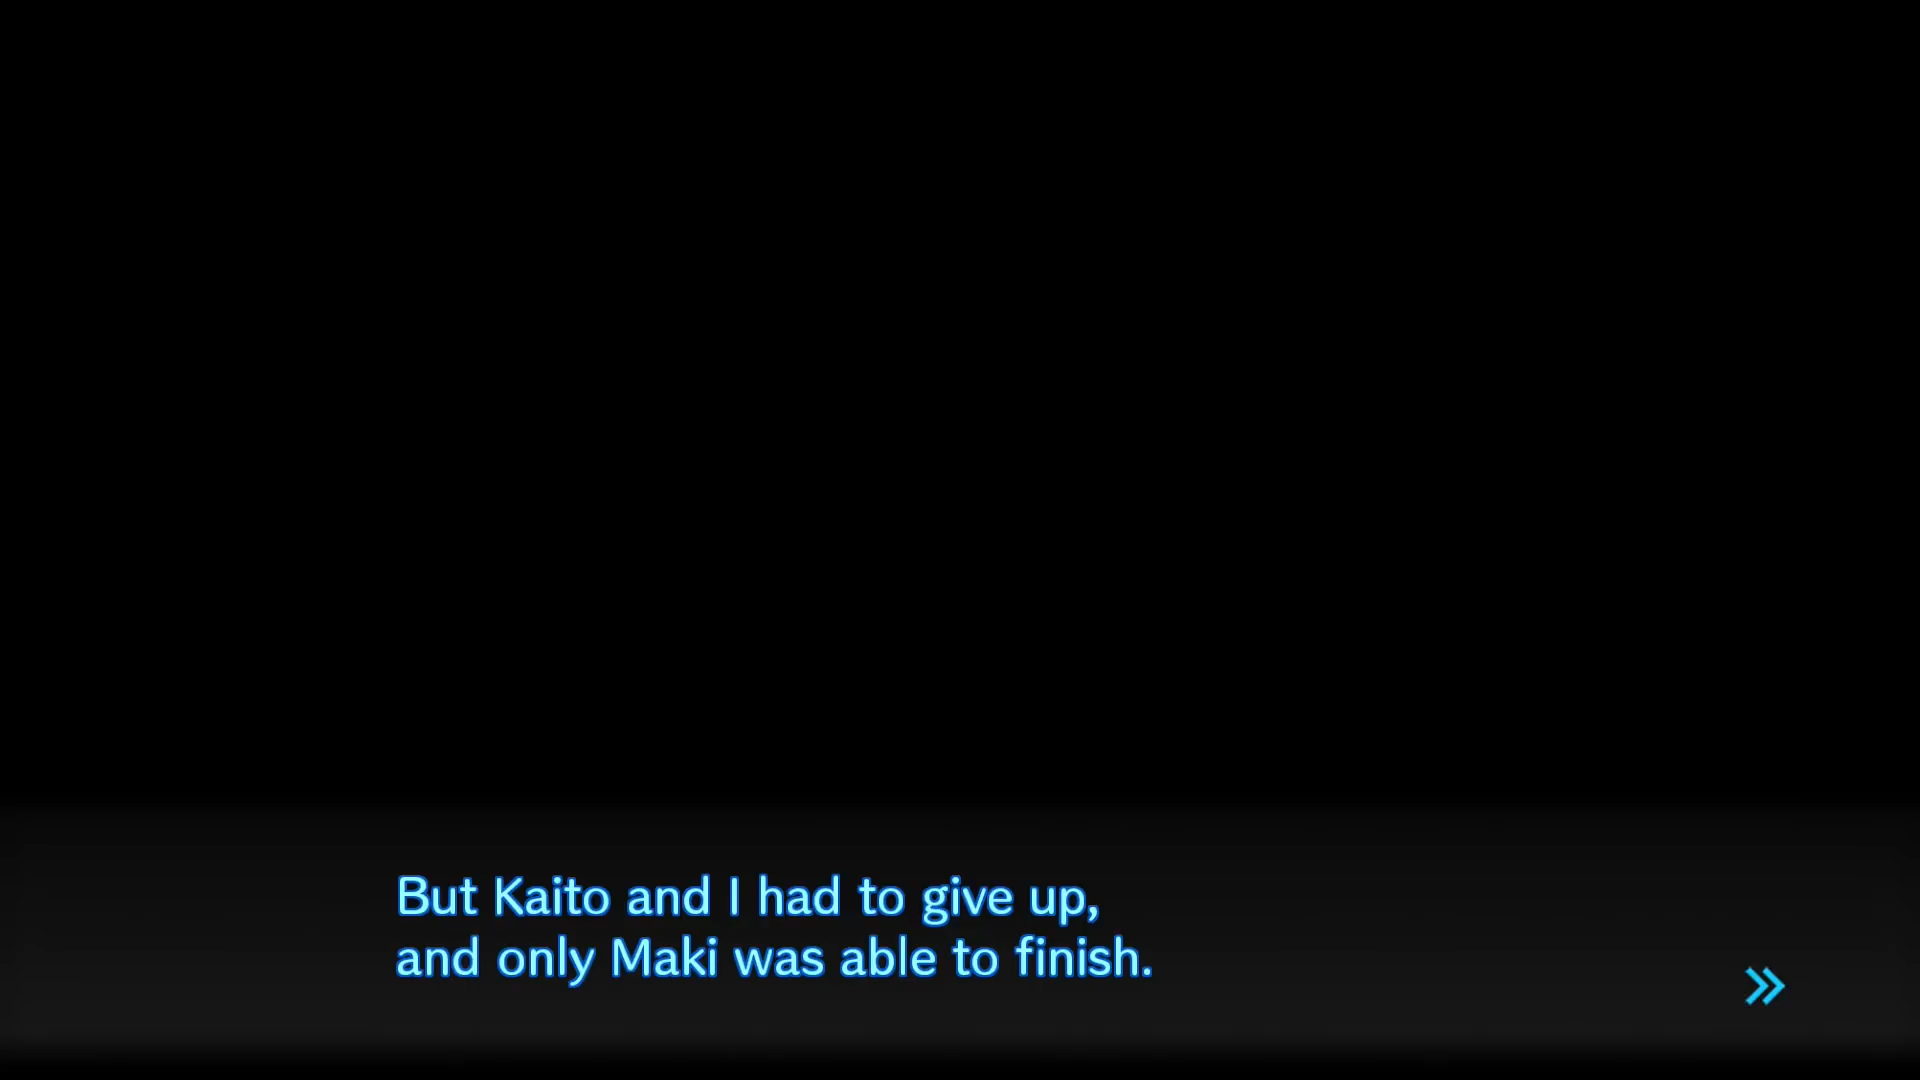 But Kaito and I had to give up,
and only Maki was able to finish.